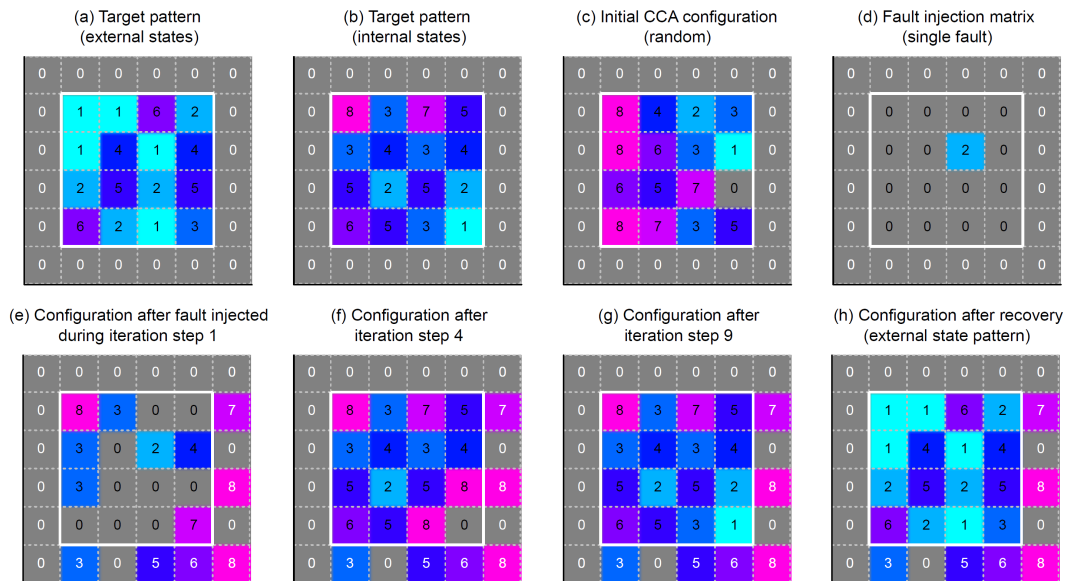 (a) Target pattern
(external states)
0 0 0 0 0 0
0 1 1 6 2 0
0 1 4 1 4 0
0 2 5 2 5 0
0 6 2 1 3 0
0 0 0 0 0 0
(b) Target pattern
(internal states)
0 0 0 0 0 0
0 8 3 7 5 0
0 3 4 3 4 0
0 5 2 5 2 0
0 6 5 3 1 0
0 0 0 0 0 0
(c) Initial CCA configuration
(random)
0 0 0 0 0 0
0 8 4 2 3 0
0 8 6 3 1 0
0 6 5 7 0 0
0 8 7 3 5 0
0 0 0 0 0 0
(d) Fault injection matrix
(single fault)
0 0 0 0 0 0
0 0 0 0 0 0
0 0 0 2 0 0
0 0 0 0 0 0
0 0 0 0 0 0
0 0 0 0 0 0
(e) Configuration after fault injected
during iteration step 1
0 0 0 0 0 0
0 8 3 0 0 7
0 3 0 2 4 0
0 3 0 0 0 8
0 0 0 0 7 0
0 3 0 5 6 8
(f) Configuration after
iteration step 4
0 0 0 0 0 0
0 8 3 7 5 7
0 3 4 3 4 0
0 5 2 5 8 8
0 6 5 8 0 0
0 3 0 5 6 8
(g) Configuration after
iteration step 9
0 0 0 0 0 0
0 8 3 7 5 7
0 3 4 3 4 0
0 5 2 5 2 8
0 6 5 3 1 0
0 3 0 5 6 8
(h) Configuration after recovery
(external state pattern)
0 0 0 0 0 0
0 1 1 6 2 7
0 1 4 1 4 0
0 2 5 2 5 8
0 6 2 1 3 0
0 3 0 5 6 8